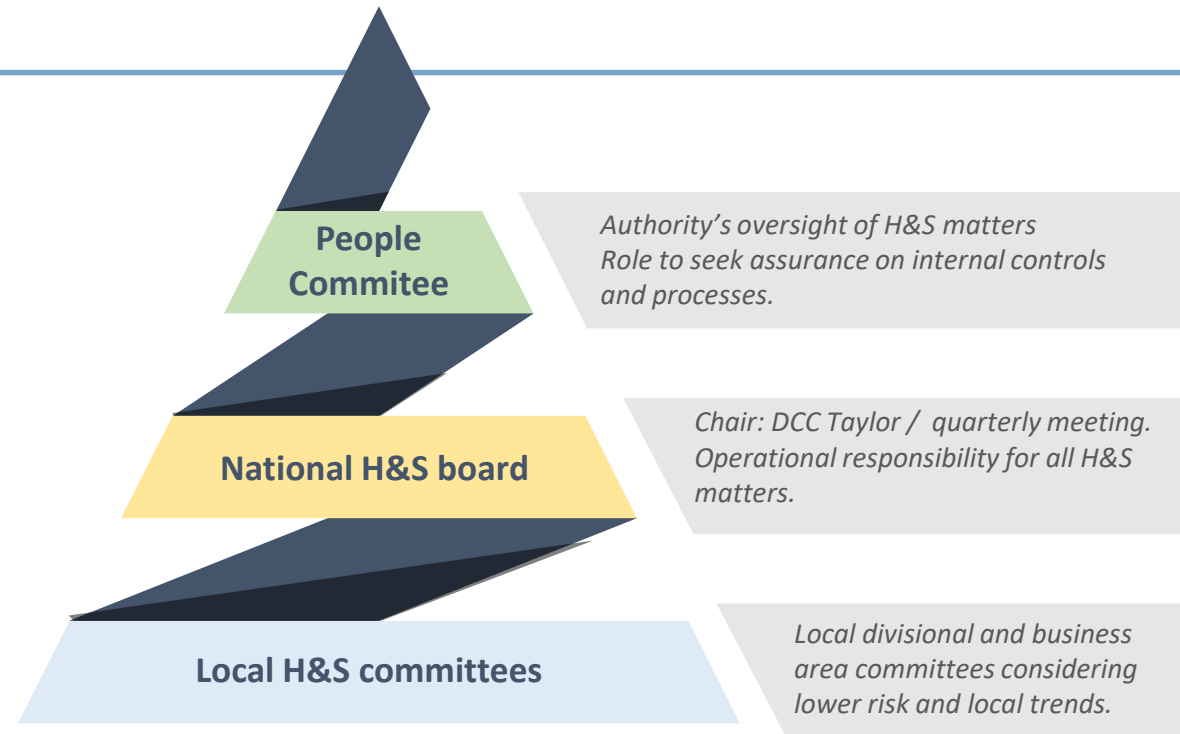 People
Commitee
Authority’s oversight of H&S matters
Role to seek assurance on internal controls
and processes.
National H&S board
Chair: DCC Taylor /  quarterly meeting.
Operational responsibility for all H&S
matters.
Local H&S committees
Local divisional and business
area committees considering
lower risk and local trends.